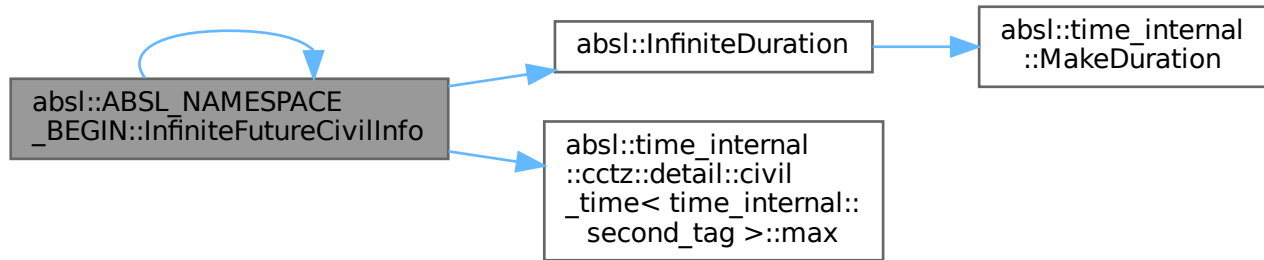 absl::ABSL_NAMESPACE
_BEGIN::InfiniteFutureCivilInfo
absl::InfiniteDuration
absl::time_internal
::MakeDuration
absl::time_internal
::cctz::detail::civil
_time< time_internal::
second_tag >::max